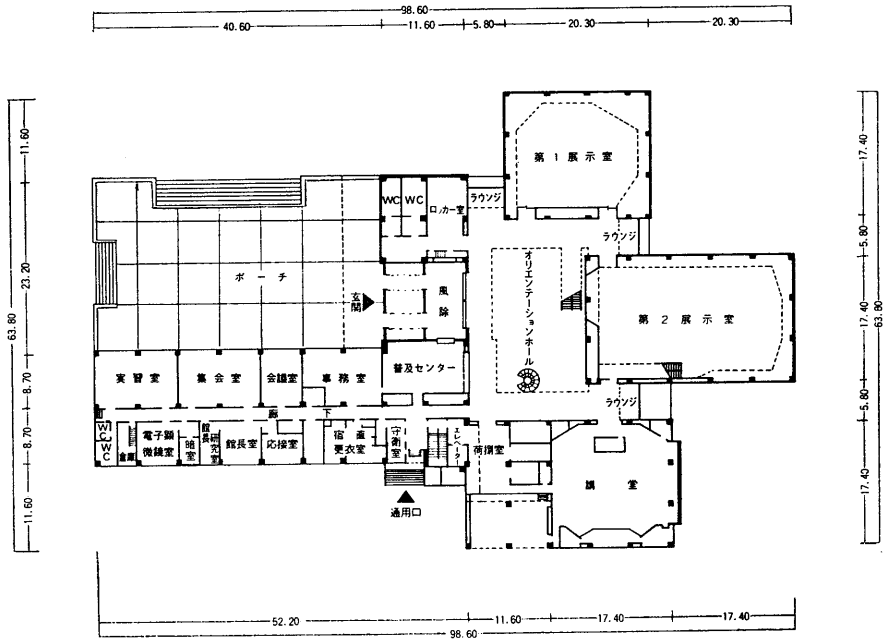 98.60
40.60
11.60
5.80
20.30
20.30
11.60
23.20
63.80
8.70
8.70
11.60
17.40
5.80
17.40
63.80
5.80
17.40
第1展示室
WC
WC
ロッカー室
ラウンジ
ラウンジ
ポーチ
玄関
風除
オリエンテーションホール
第2展示室
実習室
集会室
会議室
事務室
普及センター
ラウンジ
廊下
WC
WC
倉庫
電子顕微鏡室
暗室
館長研究室
館長室
応接室
宿直
更衣室
守衛室
エレベーター
荷捌室
講堂
通用口
52.20
11.60
17.40
17.40
98.60